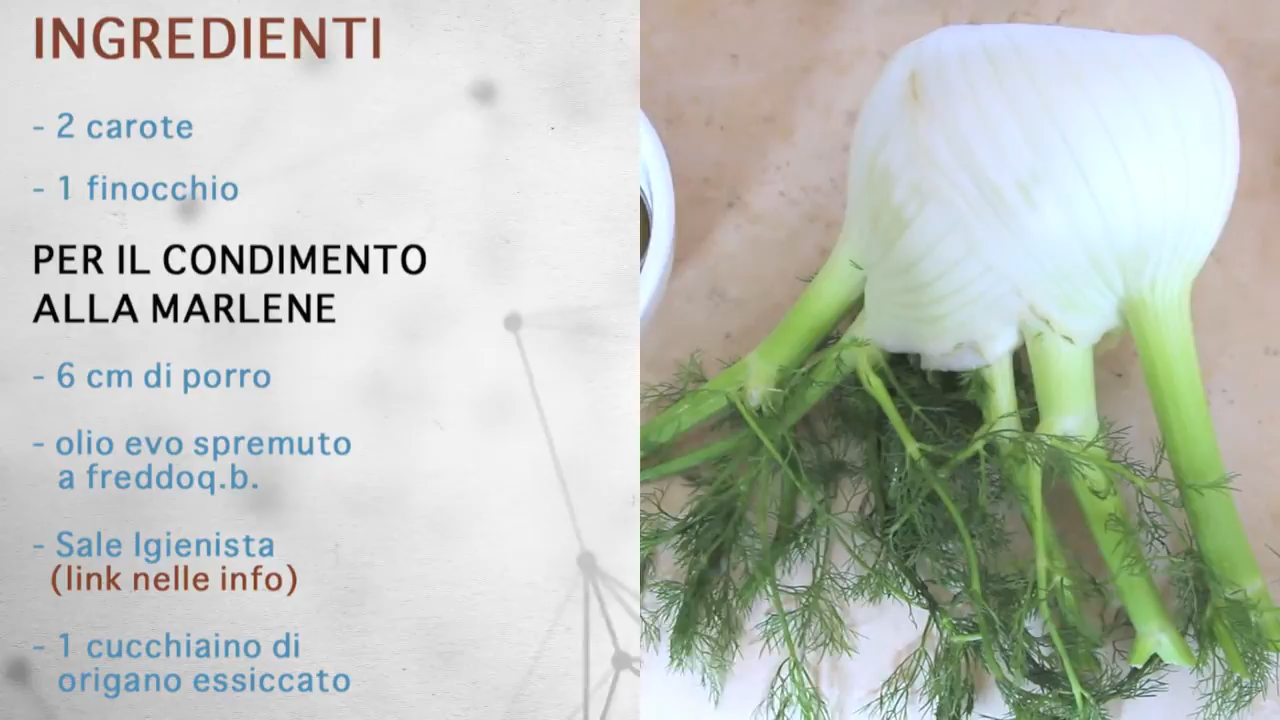 INGREDIENTI
- 2 carote
- 1 finocchio
PER IL CONDIMENTO
ALLA MARLENE
- 6 cm di porro
- olio evo spremuto
a freddoq.b.
- Sale Igienista
(link nelle info)
- 1 cucchiaino di
origano essiccato